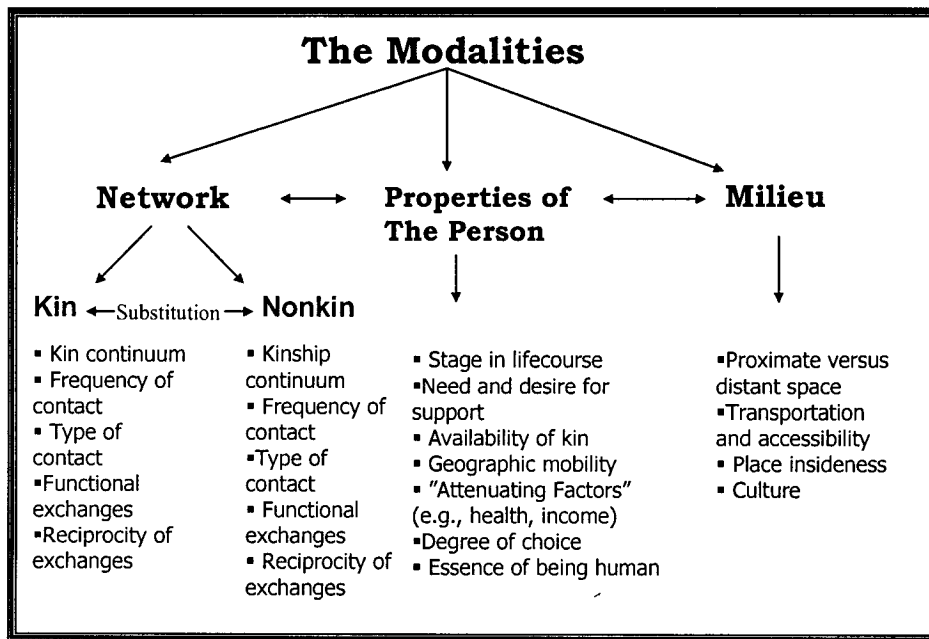 The Modalities
Network
Properties of
The Person
Milieu
Kin
Substitution
Nonkin
▪ Kin continuum
▪ Frequency of
contact
▪ Type of
contact
▪Functional
exchanges
▪Reciprocity of
exchanges
▪ Kinship
continuum
▪ Frequency of
contact
▪Type of
contact
▪ Functional
exchanges
▪ Reciprocity of
exchanges
▪ Stage in lifecourse
▪Need and desire for
support
▪ Availability of kin
▪ Geographic mobility
▪ "Attenuating Factors"
(e.g., health, income)
▪Degree of choice
▪ Essence of being human
▪Proximate versus
distant space
▪Transportation
and accessibility
▪ Place insideness
▪ Culture